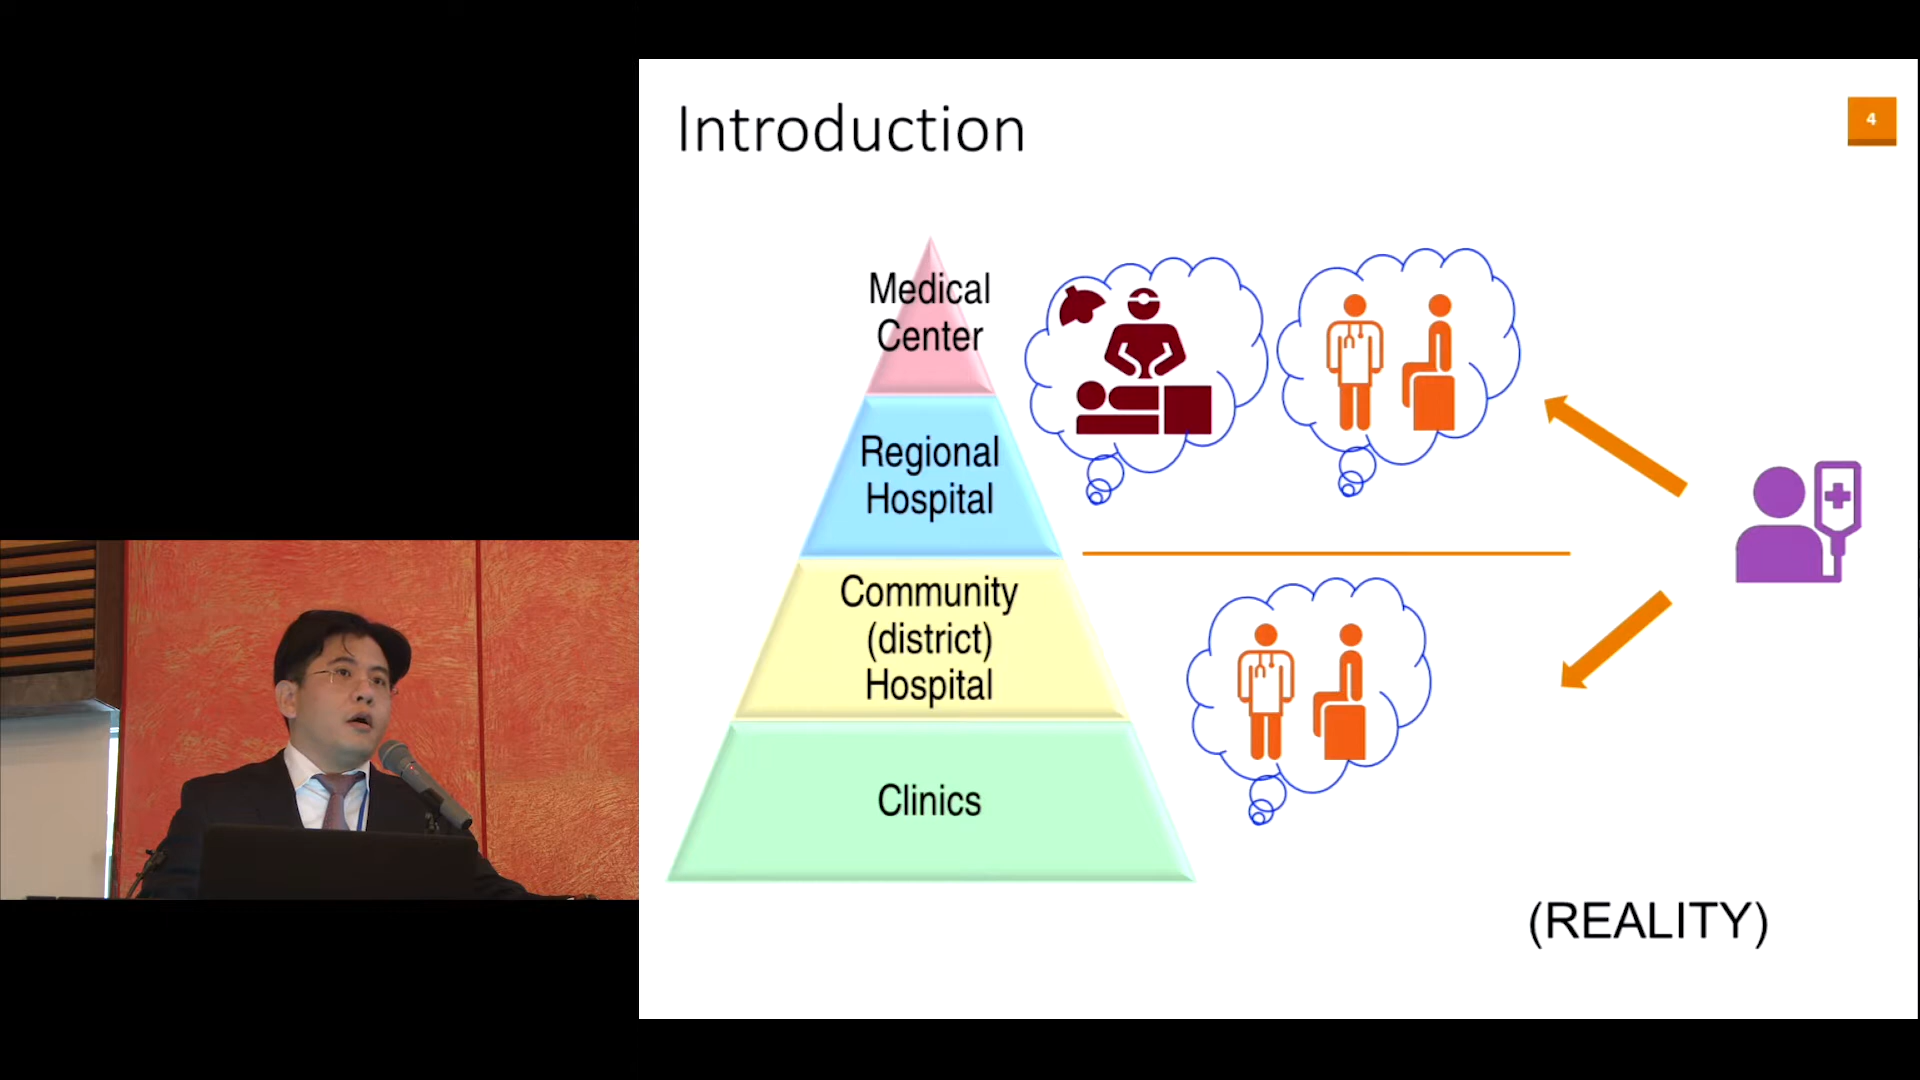 Introduction
4
Medical
Center
Regional
Hospital
Community
(district)
Hospital
Clinics
(REALITY)